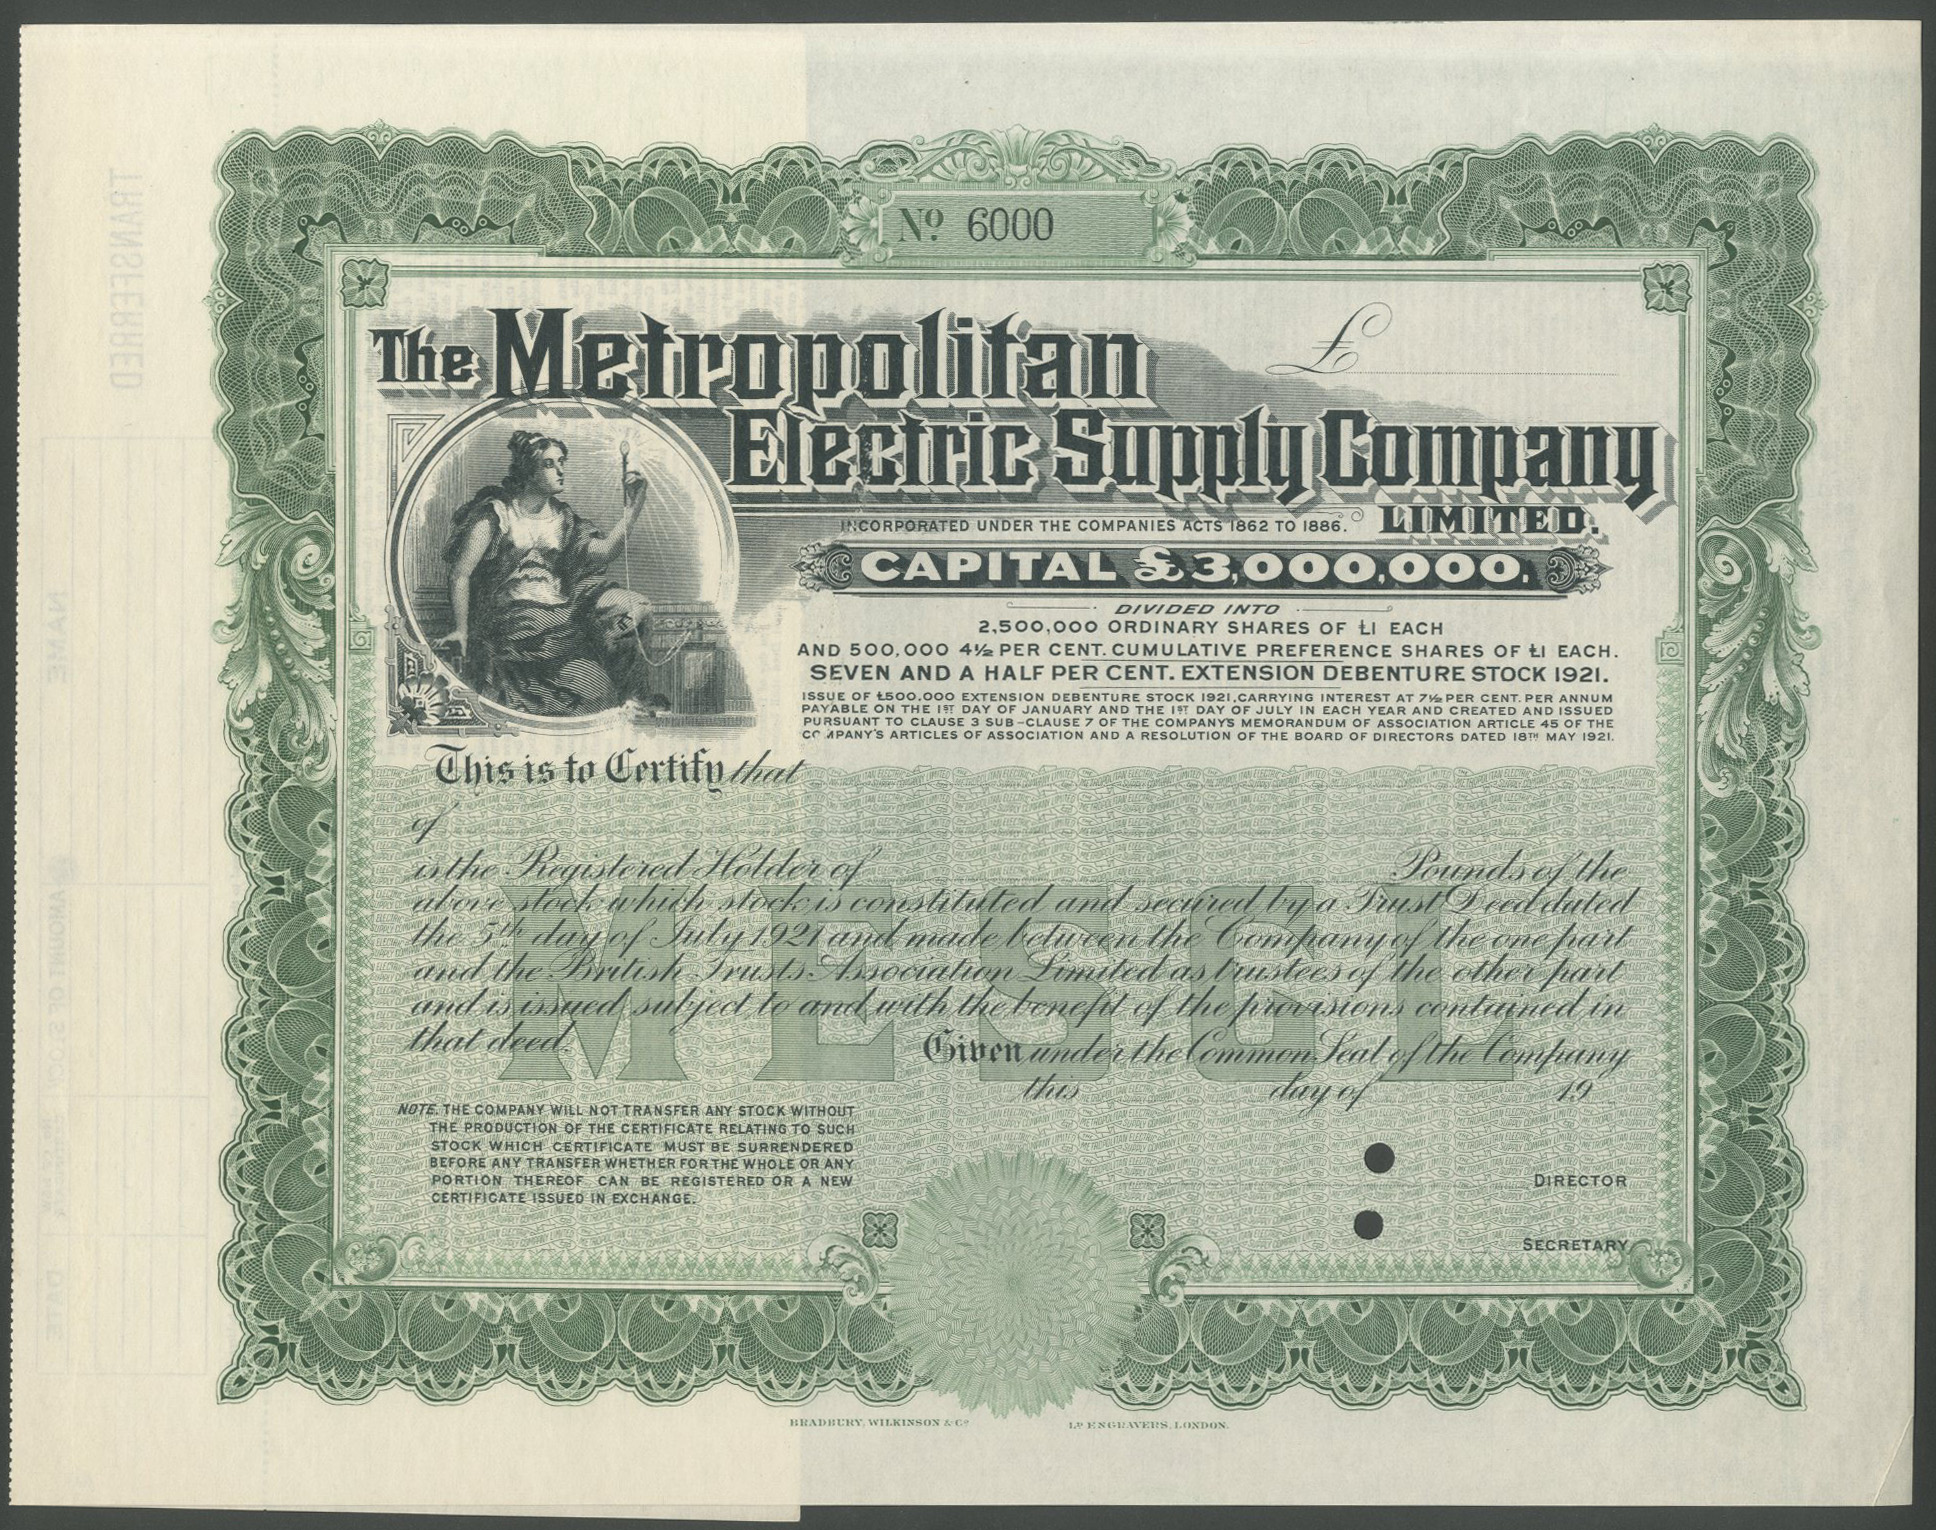 No. 6000
The Metropolitan
£
Electric Supply Company
LIMITED.
INCORPORATED UNDER THE COMPANIES ACTS 1862 TO 1886.
CAPITAL £3,000,000.
DIVIDED INTO
2,500,000 ORDINARY SHARES OF £1 EACH
AND 500,000 4½ PER CENT. CUMULATIVE PREFERENCE SHARES OF £1 EACH.
SEVEN AND A HALF PER CENT. EXTENSION DEBENTURE STOCK 1921.
ISSUE OF £500,000 EXTENSION DEBENTURE STOCK 1921, CARRYING INTEREST AT 7½ PER CENT. PER ANNUM
PAYABLE ON THE 1ST DAY OF JANUARY AND THE 1ST DAY OF JULY IN EACH YEAR AND CREATED AND ISSUED
PURSUANT TO CLAUSE 3 SUB-CLAUSE 7 OF THE COMPANY'S MEMORANDUM OF ASSOCIATION ARTICLE 45 OF THE
COMPANY'S ARTICLES OF ASSOCIATION AND A RESOLUTION OF THE BOARD OF DIRECTORS DATED 18TH MAY 1921.
This is to Certify that
of
is the Registered Holder of Pounds of the
above stock which stock is constituted and secured by a Trust Deed dated
the 5th day of July 1921 and made between the Company of the one part
and the British Trusts Association Limited as trustees of the other part
and is issued subject to and with the benefit of the provisions contained in
that deed.
Given under the Common Seal of the Company
this day of 19
MESCL
NOTE. THE COMPANY WILL NOT TRANSFER ANY STOCK WITHOUT
THE PRODUCTION OF THE CERTIFICATE RELATING TO SUCH
STOCK WHICH CERTIFICATE MUST BE SURRENDERED
BEFORE ANY TRANSFER WHETHER FOR THE WHOLE OR ANY
PORTION THEREOF CAN BE REGISTERED OR A NEW
CERTIFICATE ISSUED IN EXCHANGE.
DIRECTOR
SECRETARY
BRADBURY, WILKINSON & Co. LD. ENGRAVERS, LONDON.
TRANSFERRED
NAME
AMOUNT OF STOCK
DATE